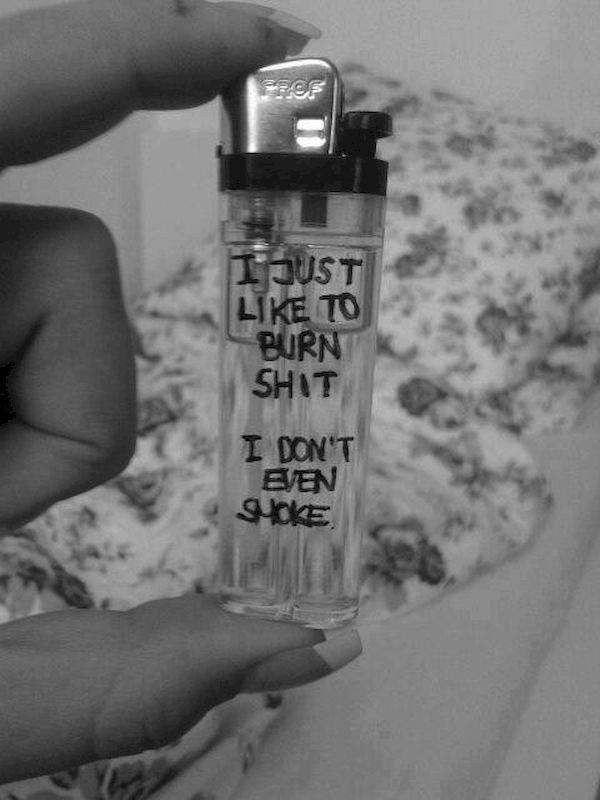 PROF
I JUST
LIKE TO
BURN
SHIT
I DON'T
EVEN
SMOKE.